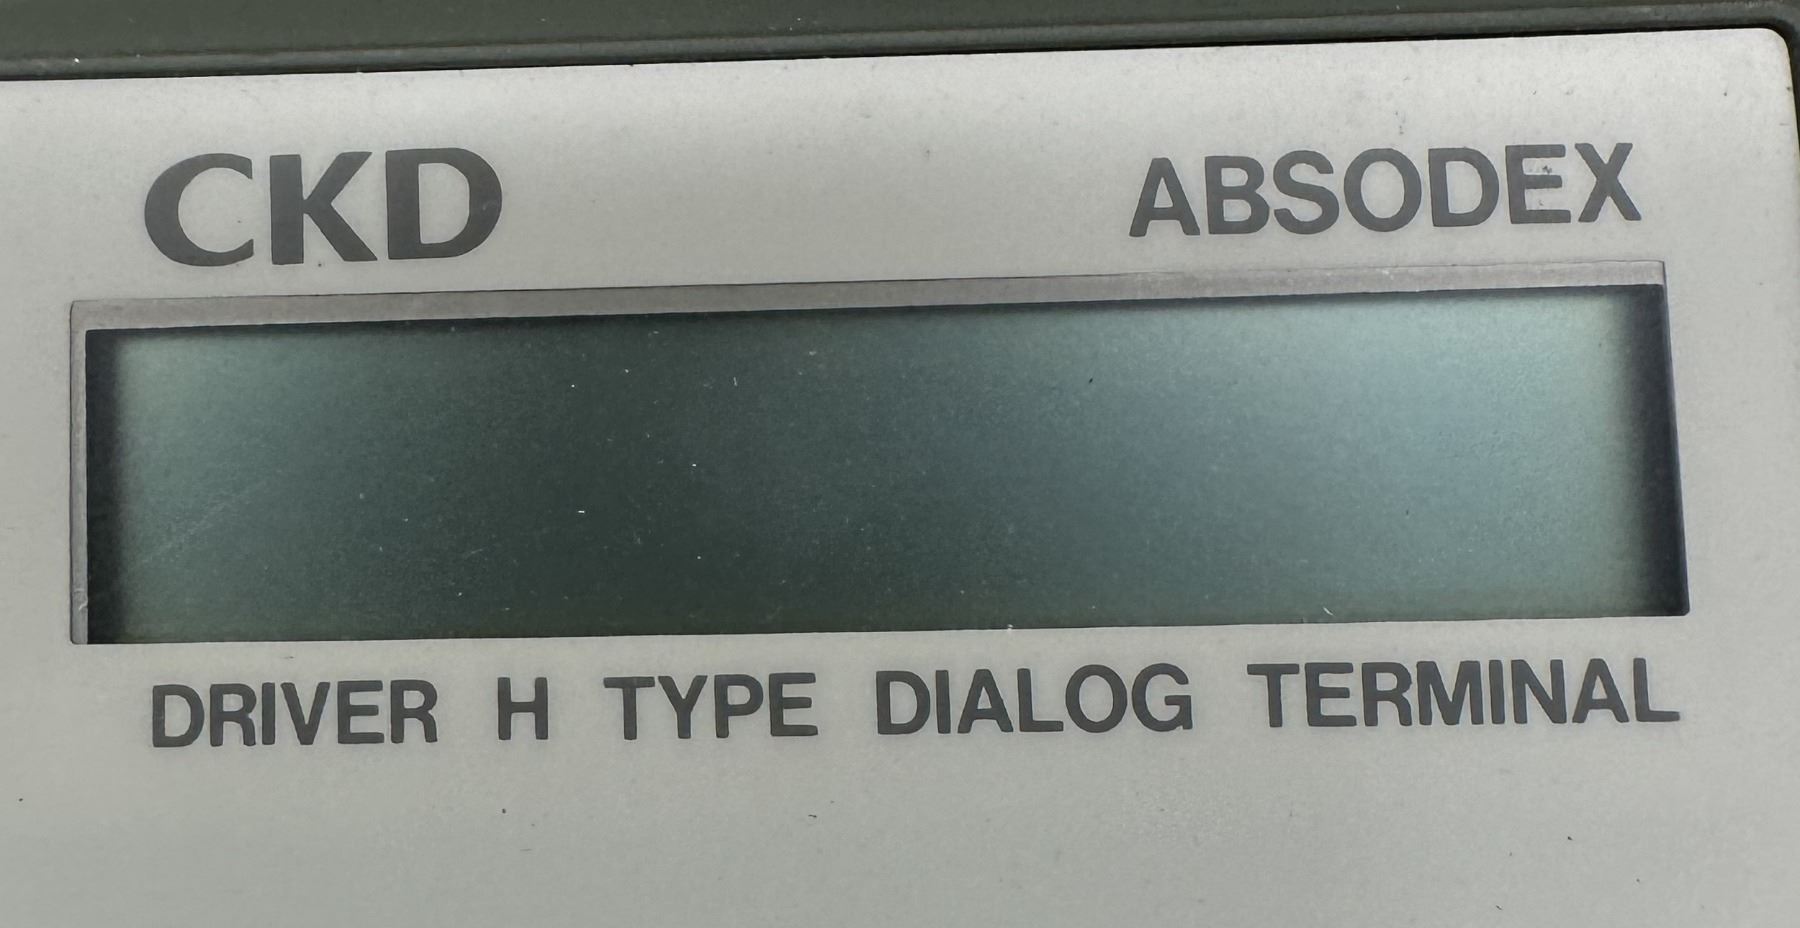 CKD ABSODEX
DRIVER H TYPE DIALOG TERMINAL